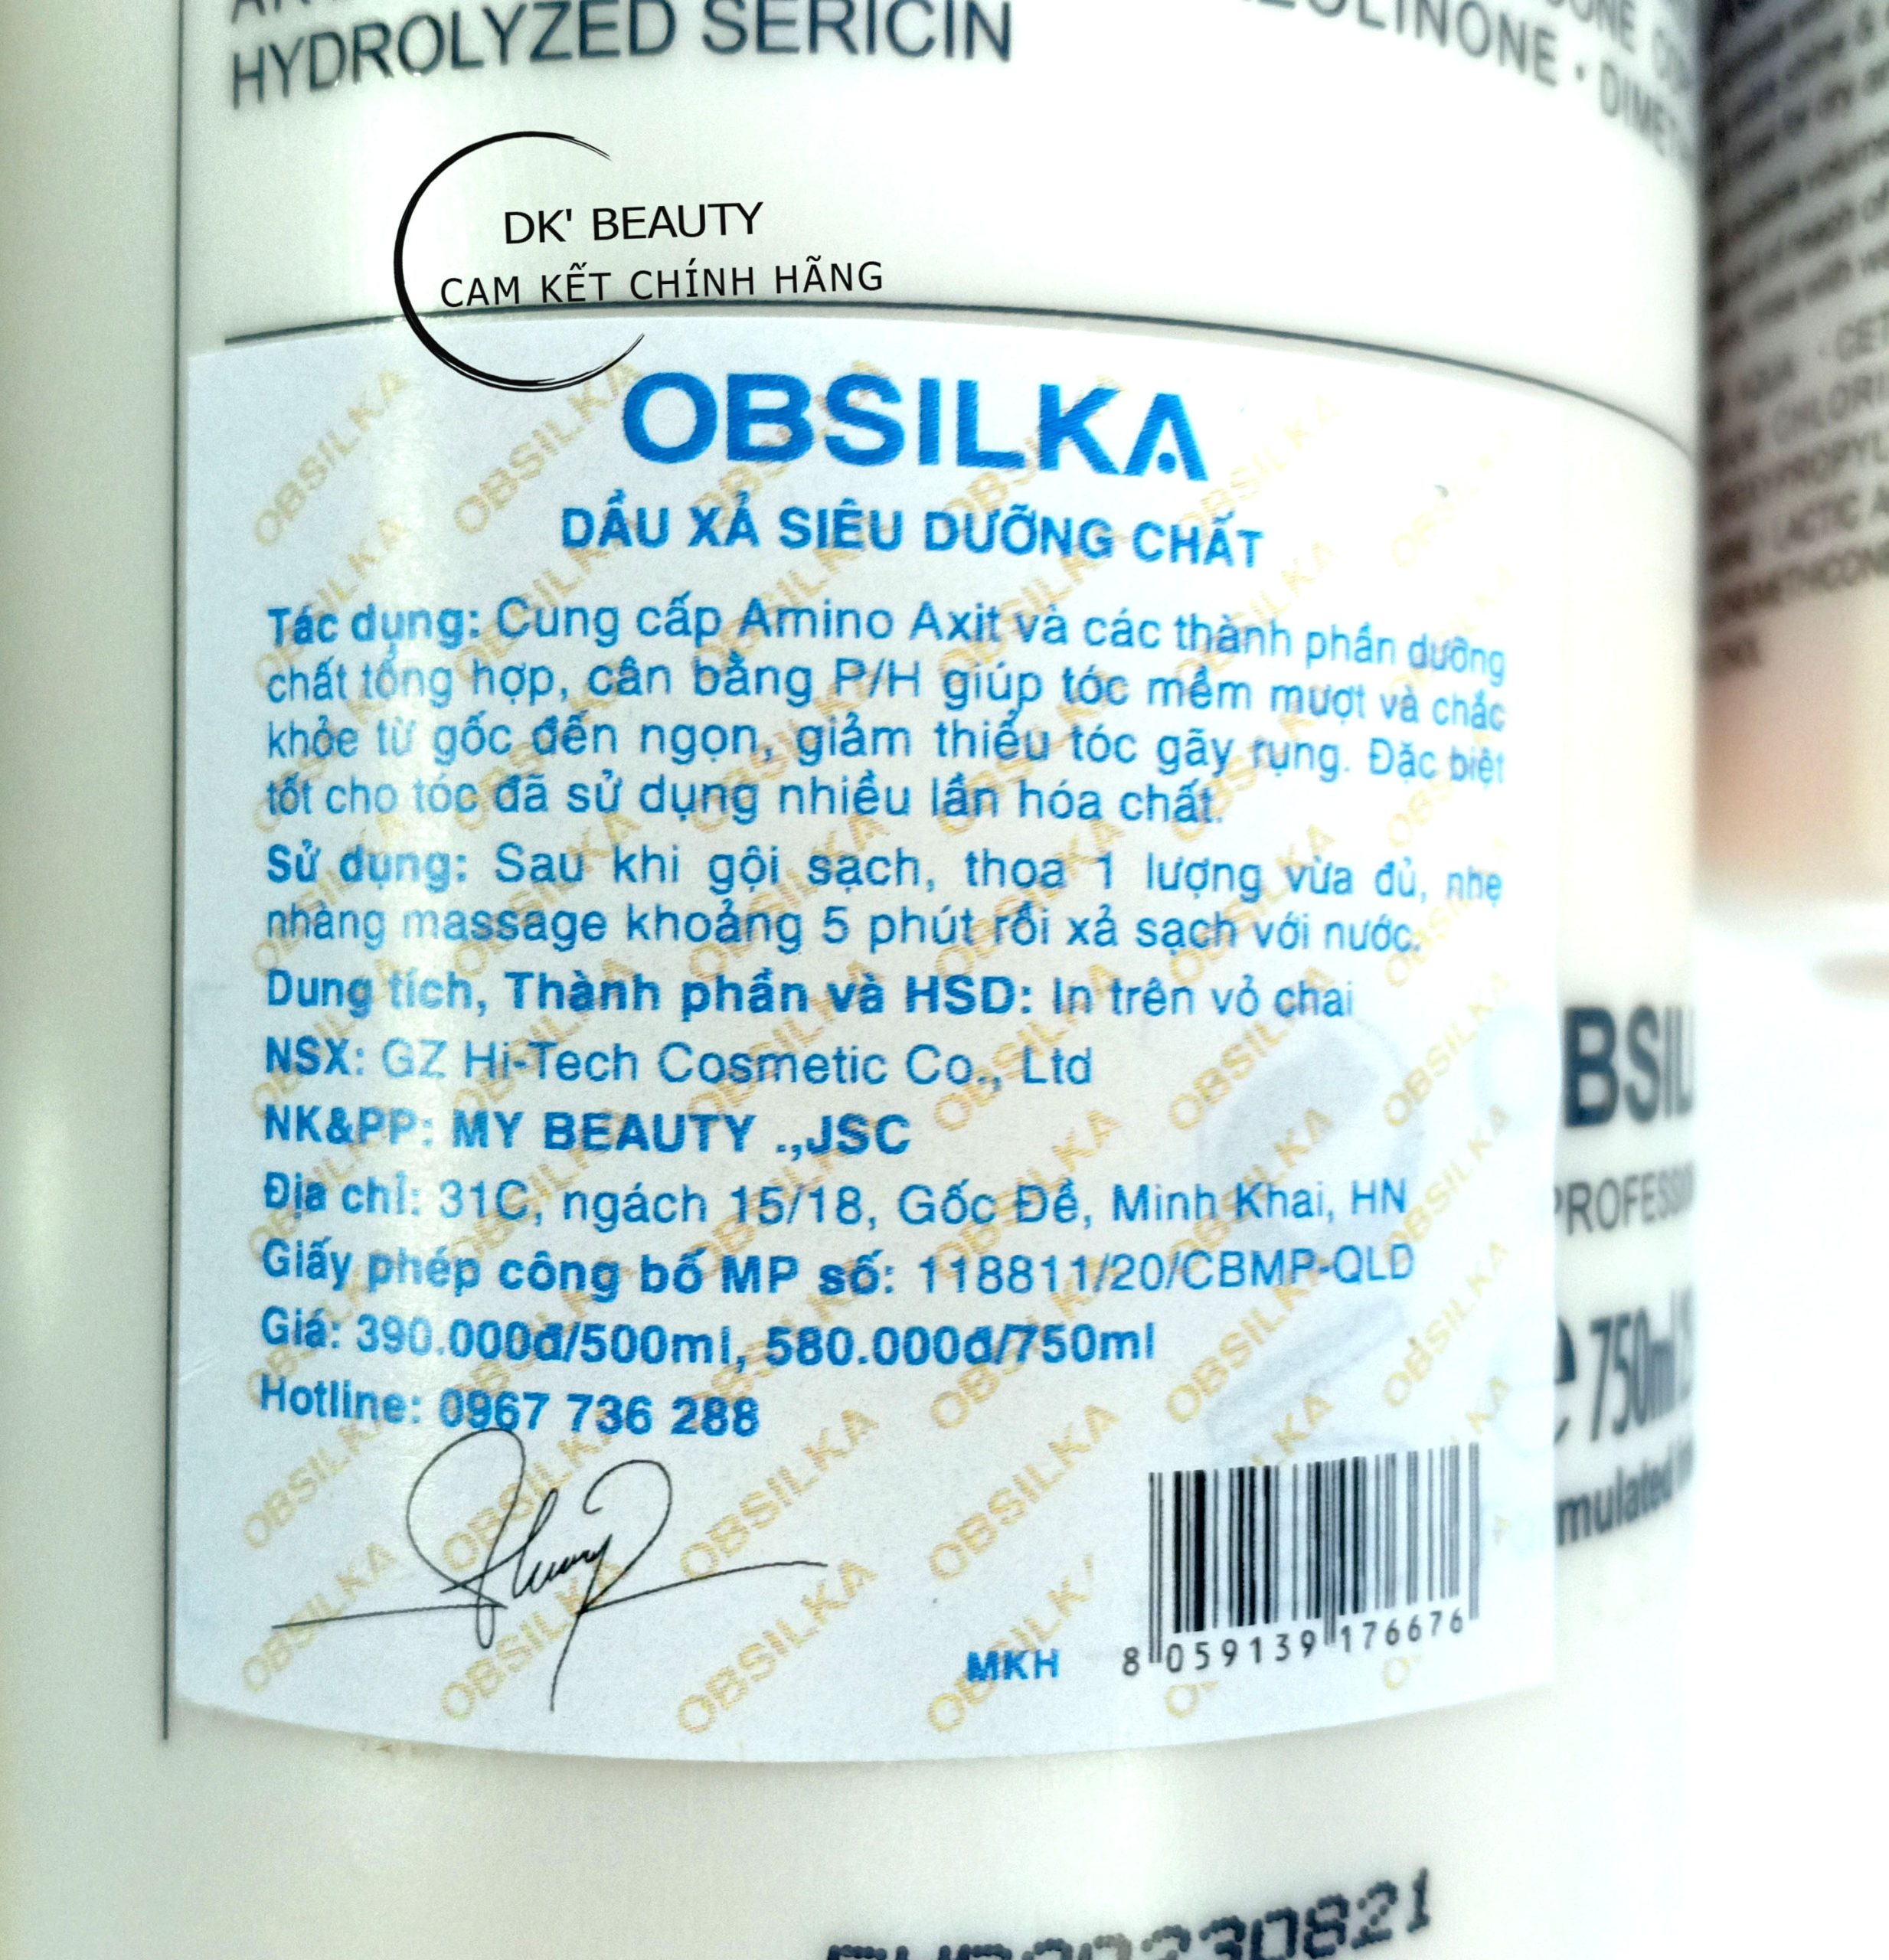 HYDROLYZED SERICIN
DIMETH
DK' BEAUTY
CAM KẾT CHÍNH HÃNG
OBSILKA
DẦU XẢ SIÊU DƯỠNG CHẤT
Tác dụng: Cung cấp Amino Axit và các thành phần dưỡng
chất tổng hợp, cân bằng P/H giúp tóc mềm mượt và chắc
khỏe từ gốc đến ngọn, giảm thiểu tóc gãy rụng. Đặc biệt
tốt cho tóc đã sử dụng nhiều lần hóa chất.
Sử dụng: Sau khi gội sạch, thoa 1 lượng vừa đủ, nhẹ
nhàng massage khoảng 5 phút rồi xả sạch với nước.
Dung tích, Thành phần và HSD: In trên vỏ chai
NSX: GZ Hi-Tech Cosmetic Co., Ltd
NK&PP: MY BEAUTY .,JSC
Địa chỉ: 31C, ngách 15/18, Gốc Đề, Minh Khai, HN
Giấy phép công bố MP số: 118811/20/CBMP-QLD
Giá: 390.000đ/500ml, 580.000đ/750ml
Hotline: 0967 736 288
MKH
8 059139 176676
BSIL
PROFESSI
e 750ml
mulated
230821